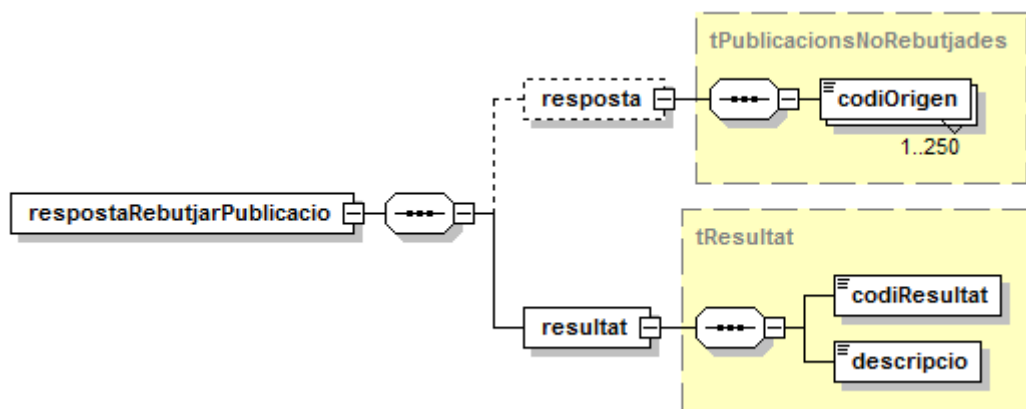 tPublicacionsNoRebutjades
resposta
codiOrigen
1..250
respostaRebutjarPublicacio
tResultat
codiResultat
resultat
descripcio